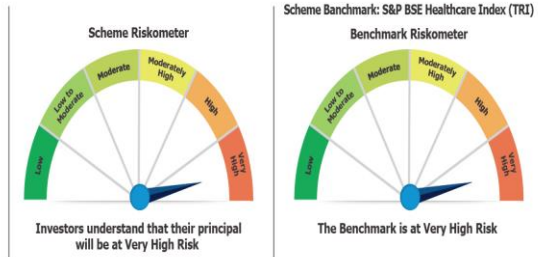 Scheme Riskometer
Low
Low to
Moderate
Moderate
Moderately
High
High
Very
High
Investors understand that their principal
will be at Very High Risk
Scheme Banchmark: S&P BSE Healthcare Index (TRI)
Benchmark Riskometer
Low
Low to
Moderate
Moderate
Moderately
High
High
Very
High
The Benchmark is at Very High Risk